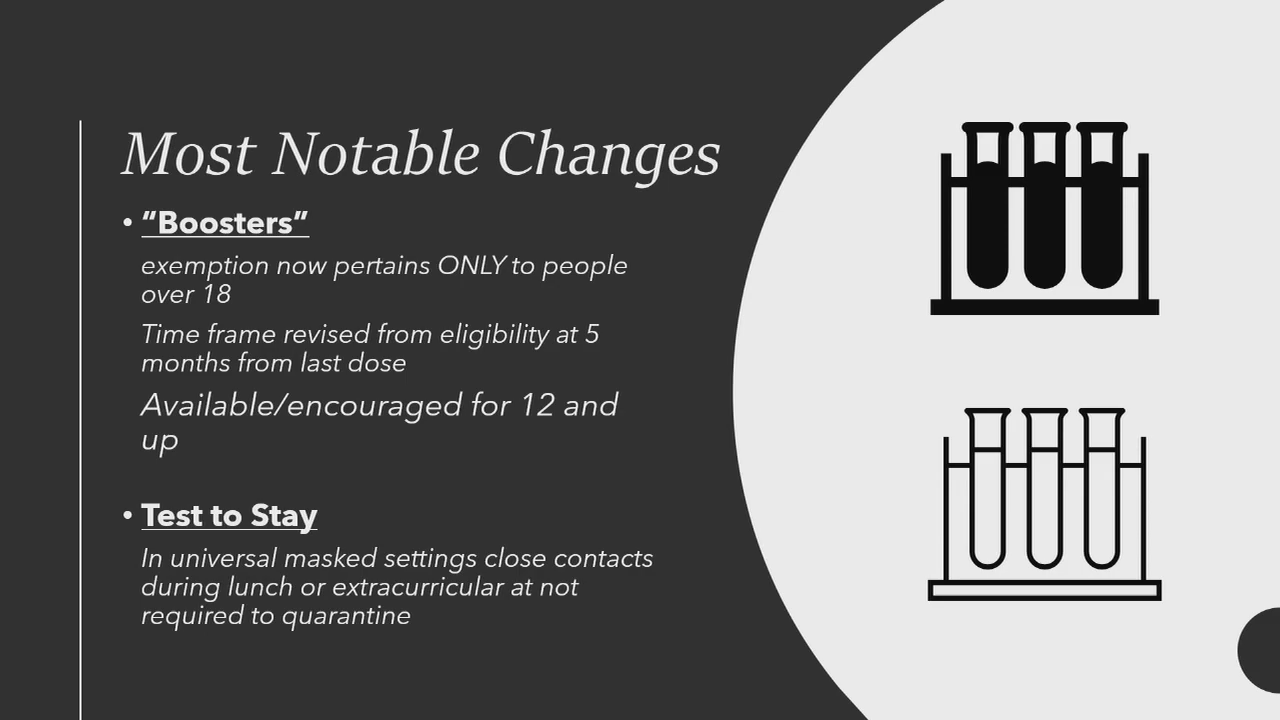 Most Notable Changes
• “Boosters”
exemption now pertains ONLY to people
over 18
Time frame revised from eligibility at 5
months from last dose
Available/encouraged for 12 and
up
• Test to Stay
In universal masked settings close contacts
during lunch or extracurricular at not
required to quarantine